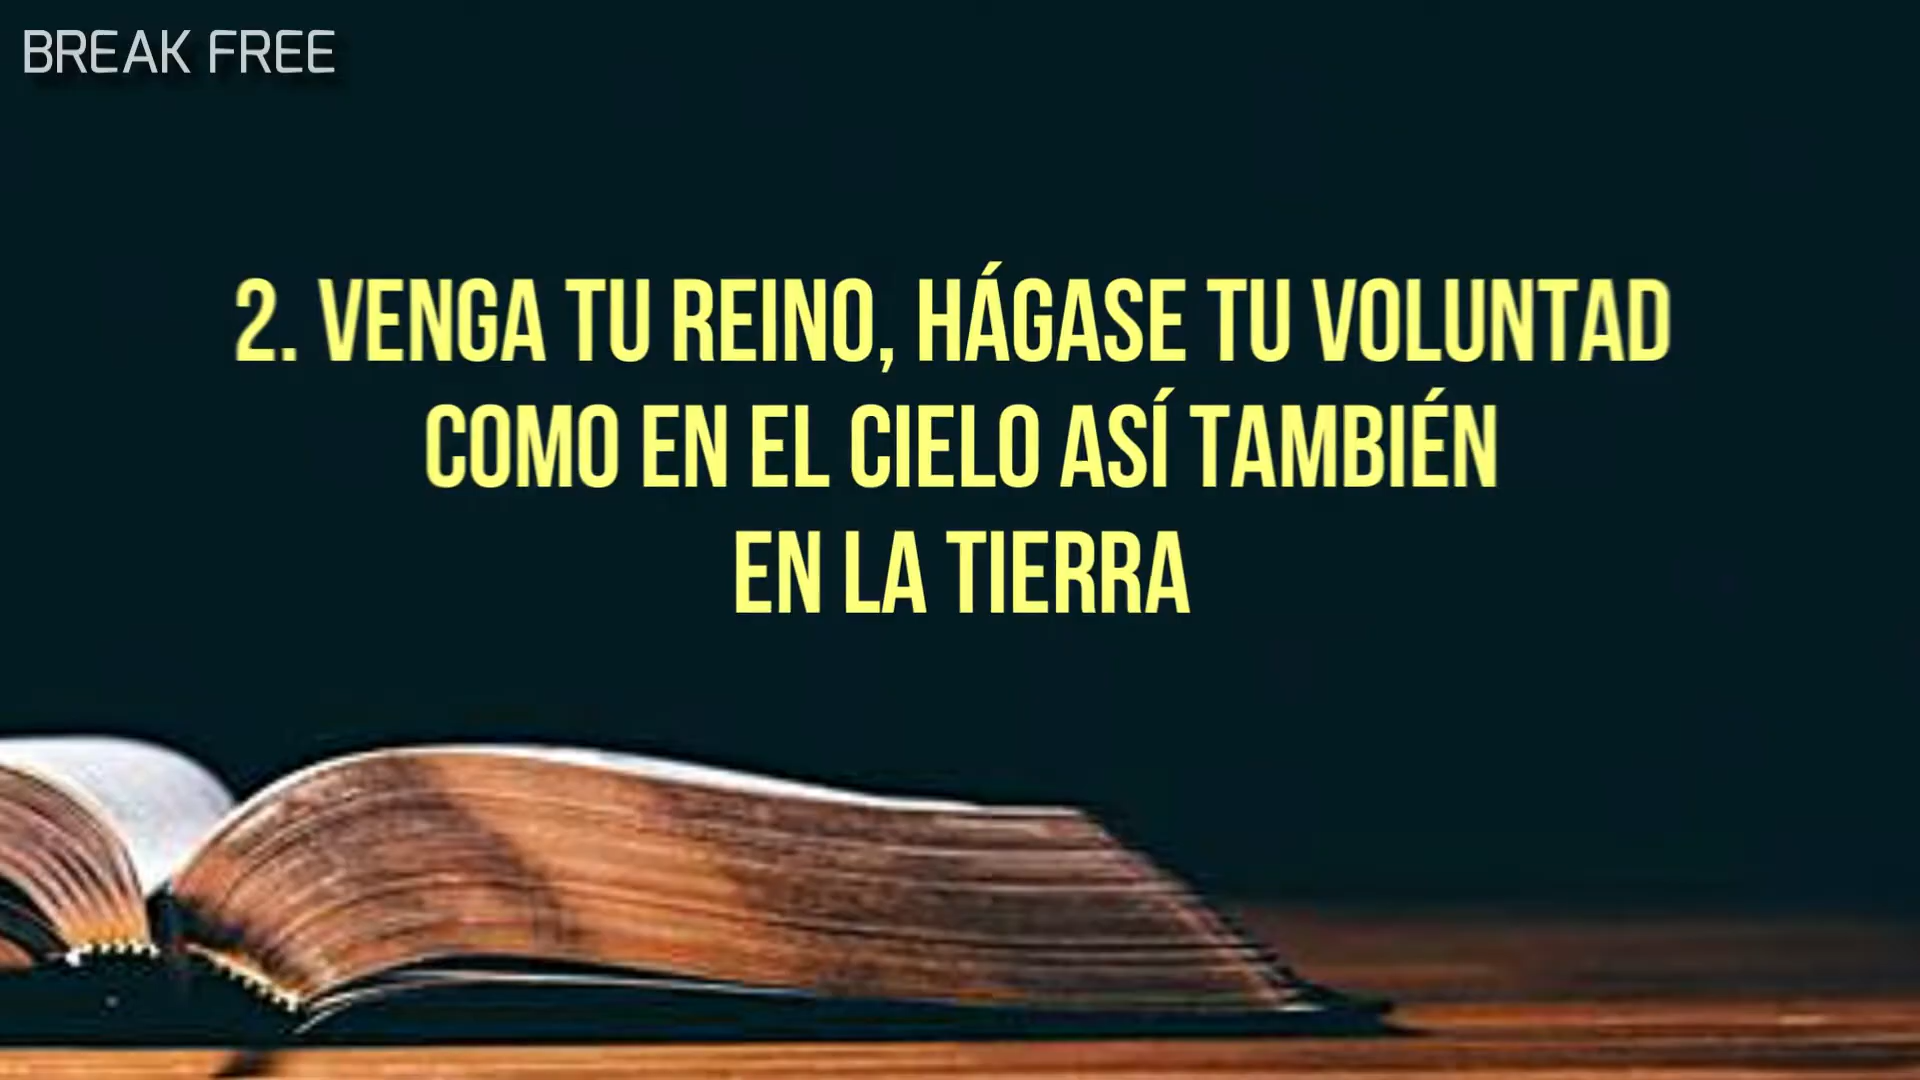 BREAK FREE
2. VENGA TU REINO, HÁGASE TU VOLUNTAD
COMO EN EL CIELO ASÍ TAMBIÉN
EN LA TIERRA